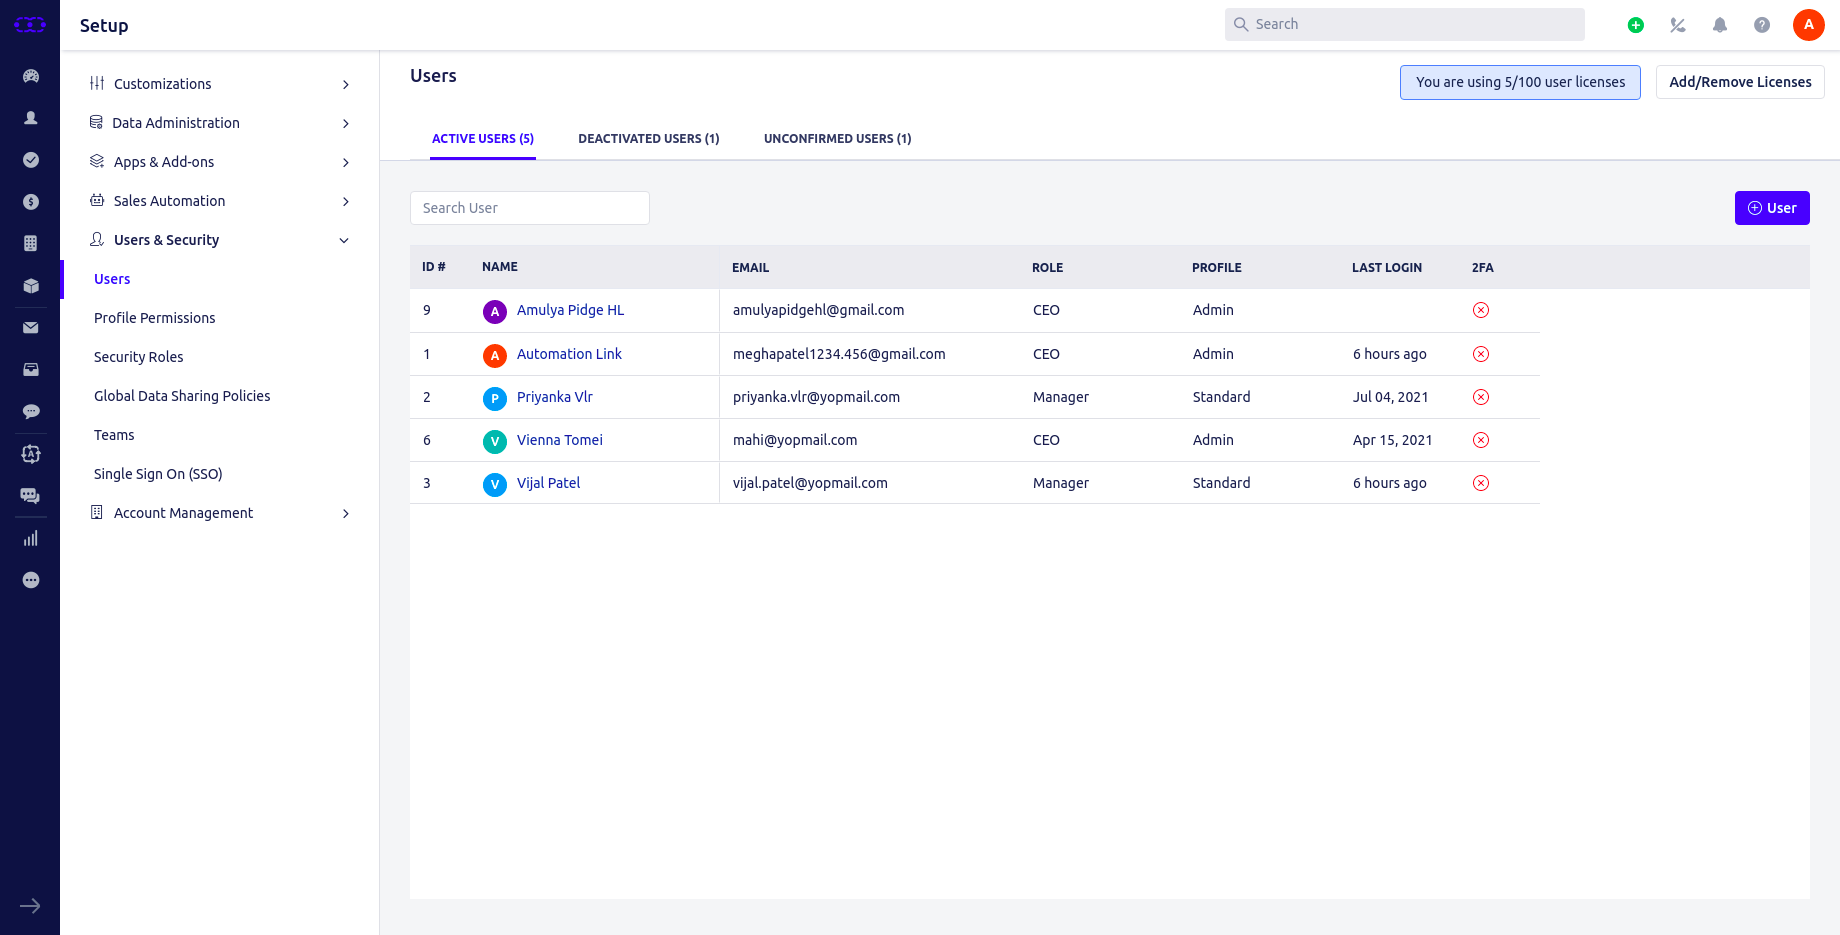 Setup
Search
A
Customizations
Data Administration
Apps & Add-ons
Sales Automation
Users & Security
Users
Profile Permissions
Security Roles
Global Data Sharing Policies
Teams
Single Sign On (SSO)
Account Management
Users
You are using 5/100 user licenses
Add/Remove Licenses
ACTIVE USERS (5) DEACTIVATED USERS (1) UNCONFIRMED USERS (1)
Search User
User
ID # NAME EMAIL ROLE PROFILE LAST LOGIN 2FA
9 A Amulya Pidge HL amulyapidgehl@gmail.com CEO Admin
1 A Automation Link meghapatel1234.456@gmail.com CEO Admin 6 hours ago
2 P Priyanka Vlr priyanka.vlr@yopmail.com Manager Standard Jul 04, 2021
6 V Vienna Tomei mahi@yopmail.com CEO Admin Apr 15, 2021
3 V Vijal Patel vijal.patel@yopmail.com Manager Standard 6 hours ago